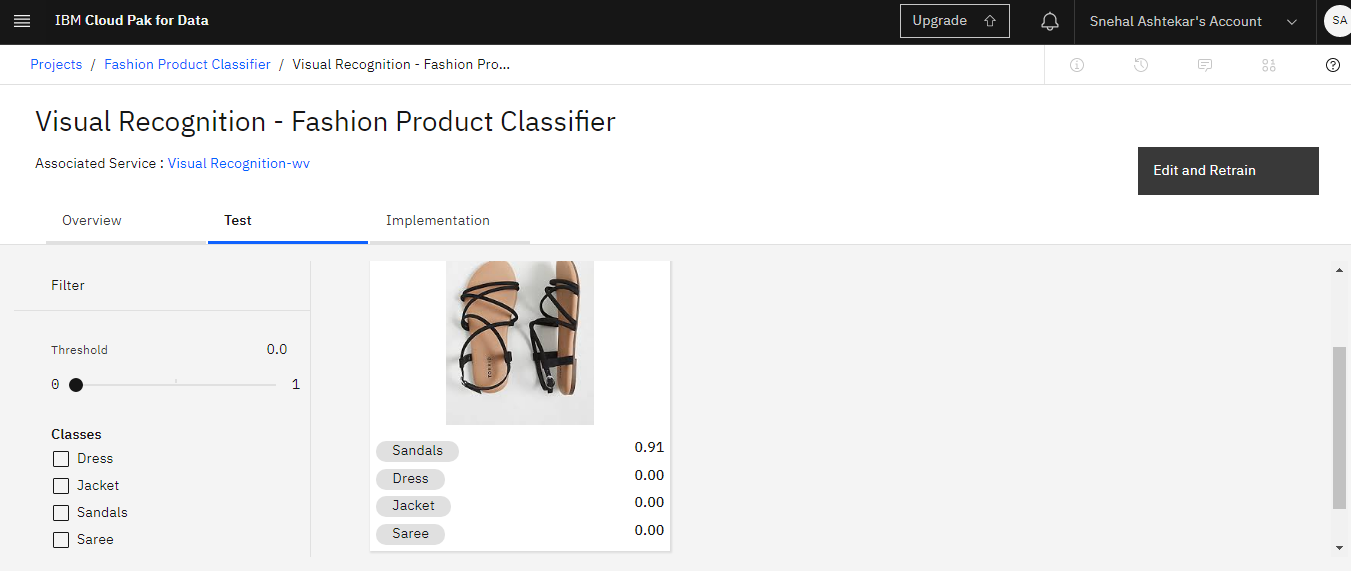 IBM Cloud Pak for Data
Upgrade
Snehal Ashtekar's Account
SA
Projects / Fashion Product Classifier / Visual Recognition - Fashion Pro...
Visual Recognition - Fashion Product Classifier
Associated Service : Visual Recognition-wv
Edit and Retrain
Overview
Test
Implementation
Filter
Threshold 0.0
0 1
Classes
Dress
Jacket
Sandals
Saree
Sandals 0.91
Dress 0.00
Jacket 0.00
Saree 0.00